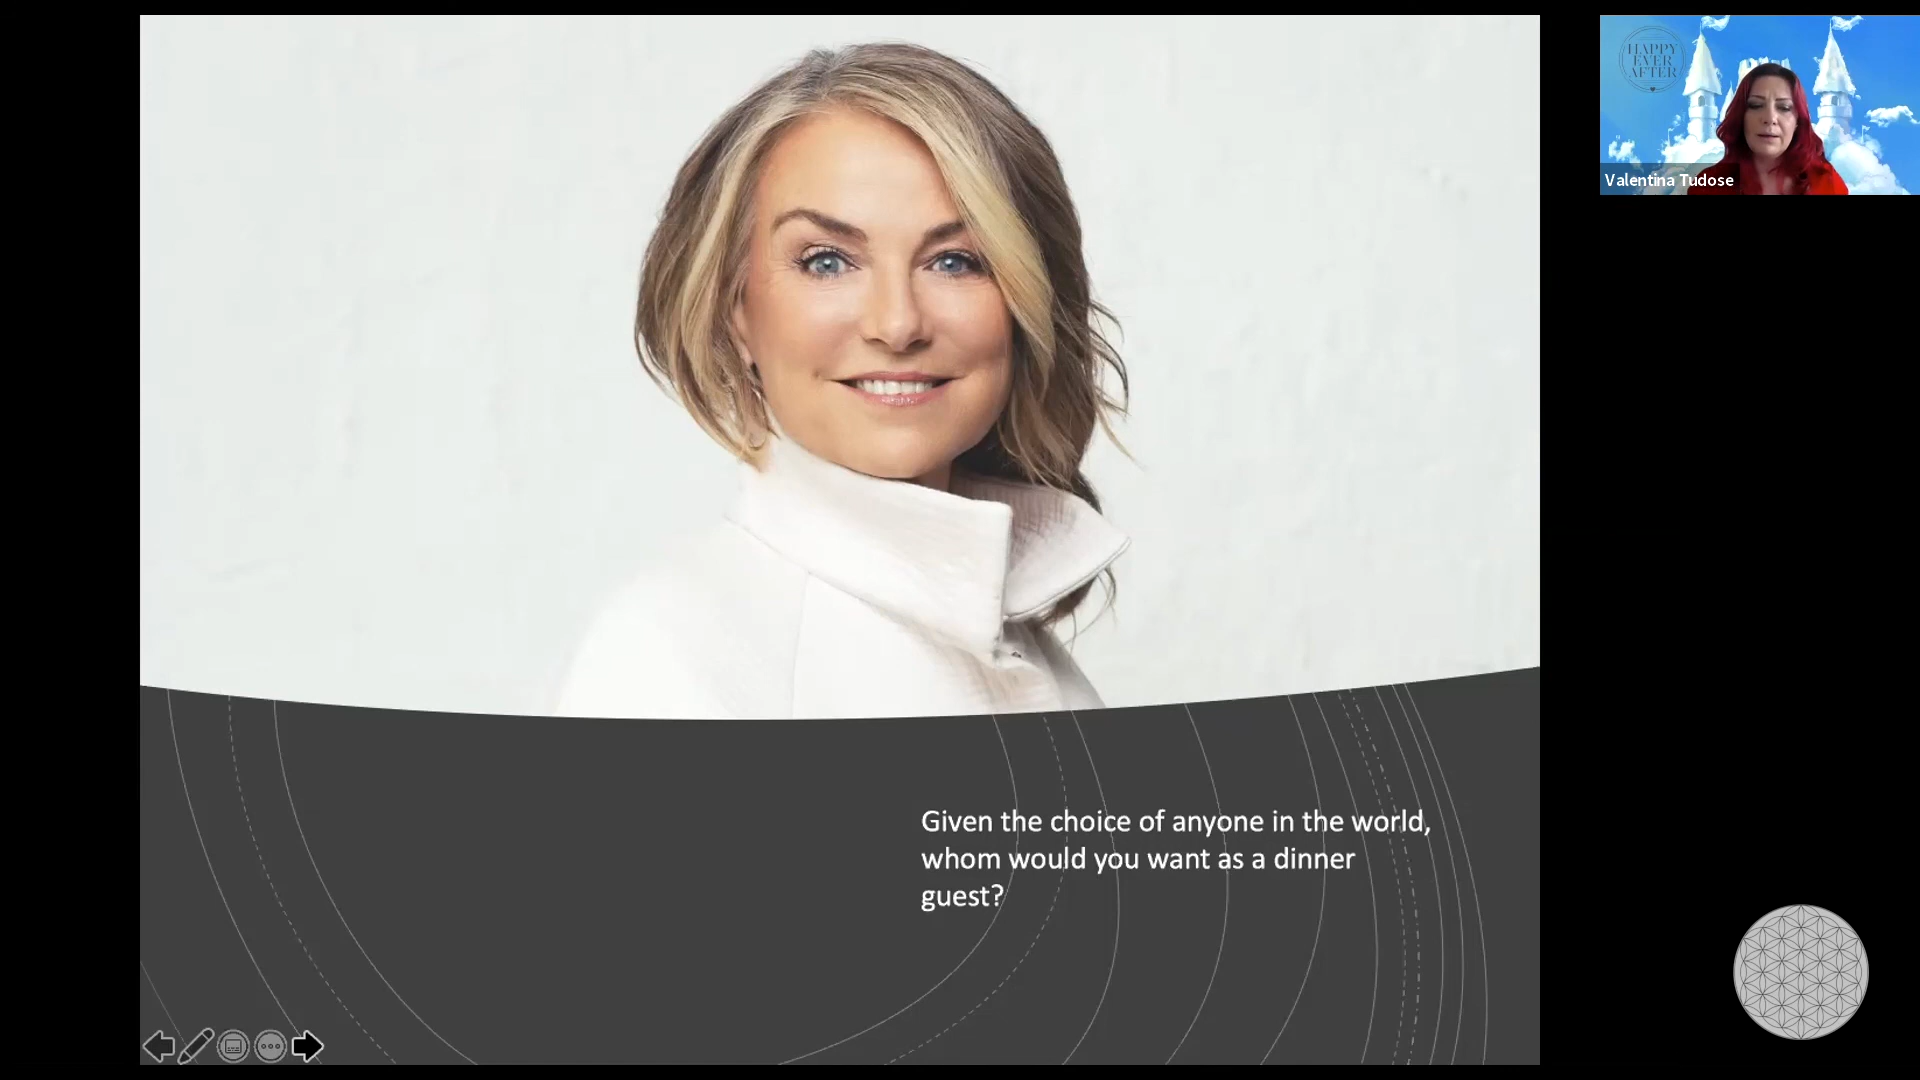 HAPPY
EVER
AFTER
Valentina Tudose
Given the choice of anyone in the world,
whom would you want as a dinner
guest?